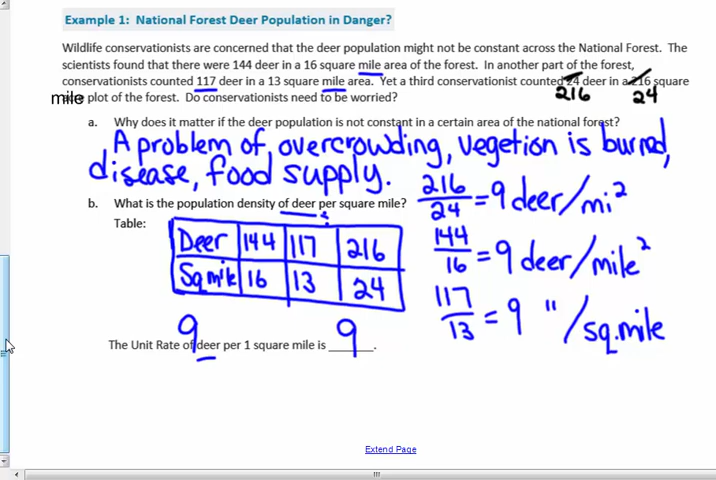 Example 1: National Forest Deer Population in Danger?
Wildlife conservationists are concerned that the deer population might not be constant across the National Forest. The
scientists found that there were 144 deer in a 16 square mile area of the forest. In another part of the forest,
conservationists counted 117 deer in a 13 square mile area. Yet a third conservationist counted 24 deer in a 216 square
mile plot of the forest. Do conservationists need to be worried?
216
24
a. Why does it matter if the deer population is not constant in a certain area of the national forest?
A problem of overcrowding, vegetion is burned,
disease, food supply.
b. What is the population density of deer per square mile?
Table:
Deer 144 117 216
Sq mile 16 13 24
216/24 = 9 deer/mi²
144/16 = 9 deer/mile²
117/13 = 9 " /sq. mile
9
The Unit Rate of deer per 1 square mile is 9.
Extend Page